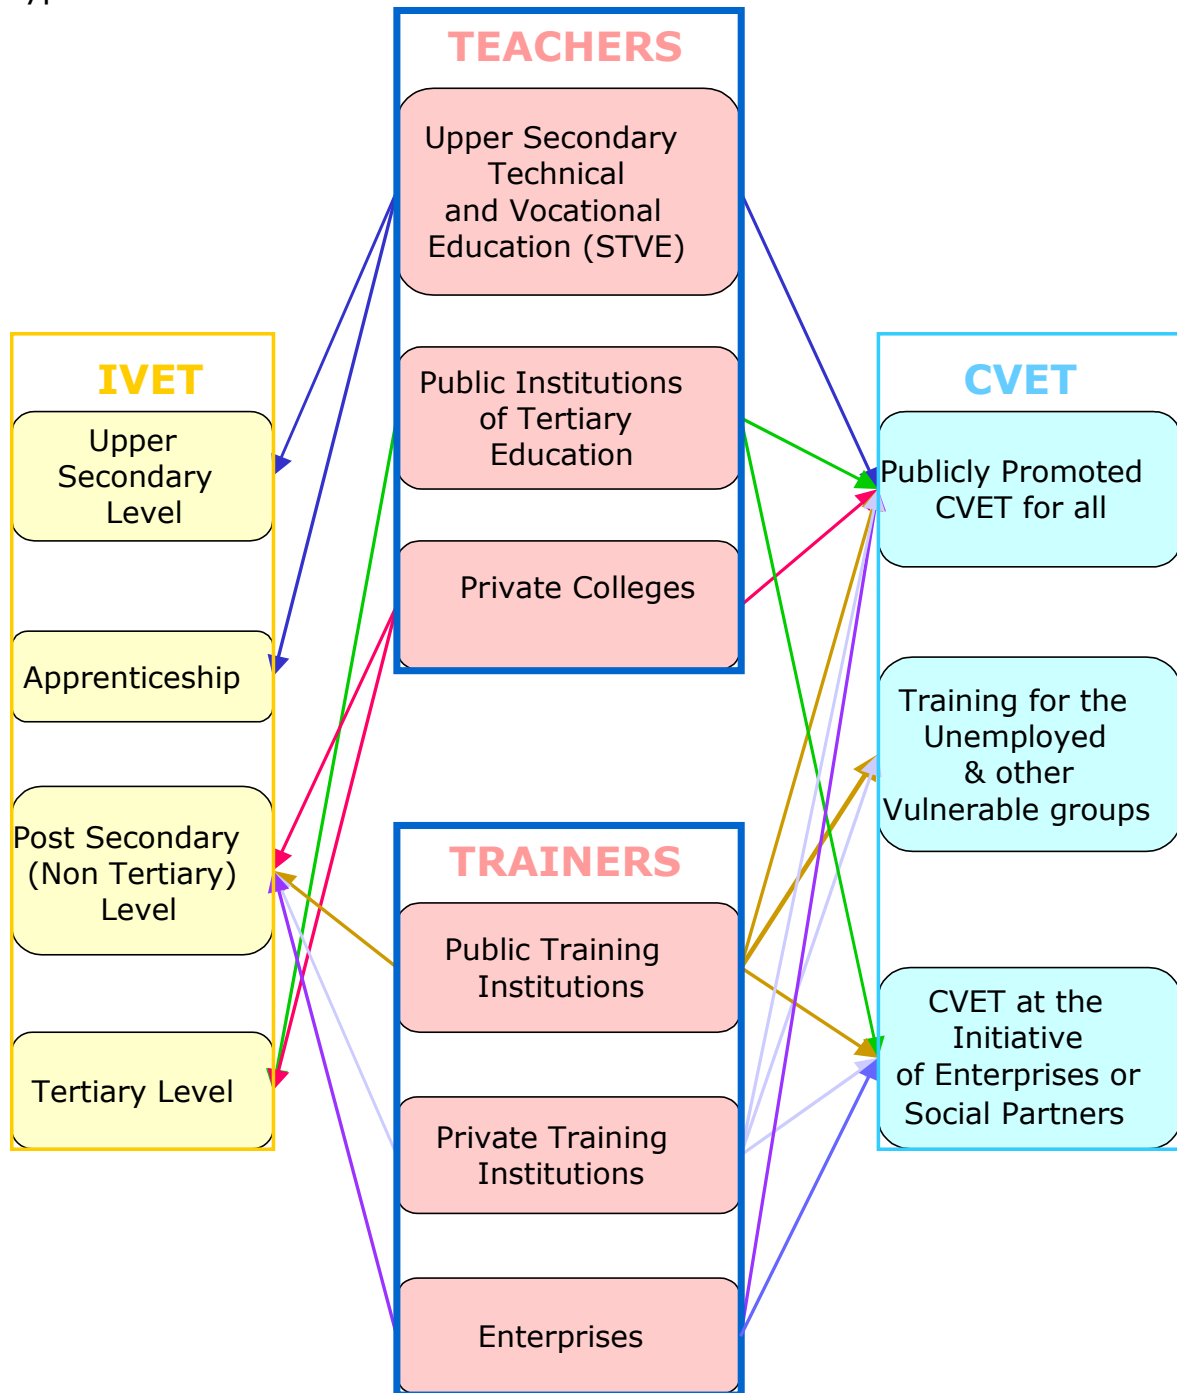 TEACHERS
Upper Secondary
Technical
and Vocational
Education (STVE)
Public Institutions
of Tertiary
Education
Private Colleges
IVET
Upper
Secondary
Level
Apprenticeship
Post Secondary
(Non Tertiary)
Level
Tertiary Level
CVET
Publicly Promoted
CVET for all
Training for the
Unemployed
& other
Vulnerable groups
CVET at the
Initiative
of Enterprises or
Social Partners
TRAINERS
Public Training
Institutions
Private Training
Institutions
Enterprises